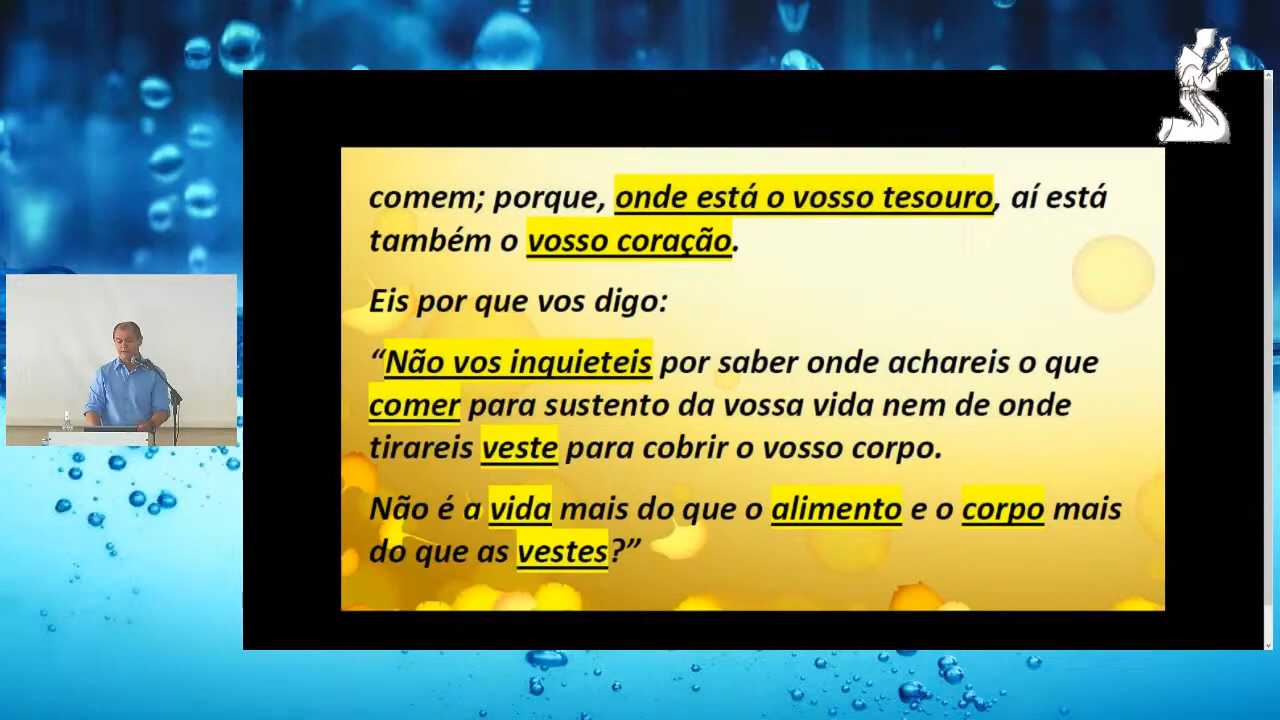 comem; porque, onde está o vosso tesouro, aí está
também o vosso coração.
Eis por que vos digo:
“Não vos inquieteis por saber onde achareis o que
comer para sustento da vossa vida nem de onde
tirareis veste para cobrir o vosso corpo.
Não é a vida mais do que o alimento e o corpo mais
do que as vestes?”